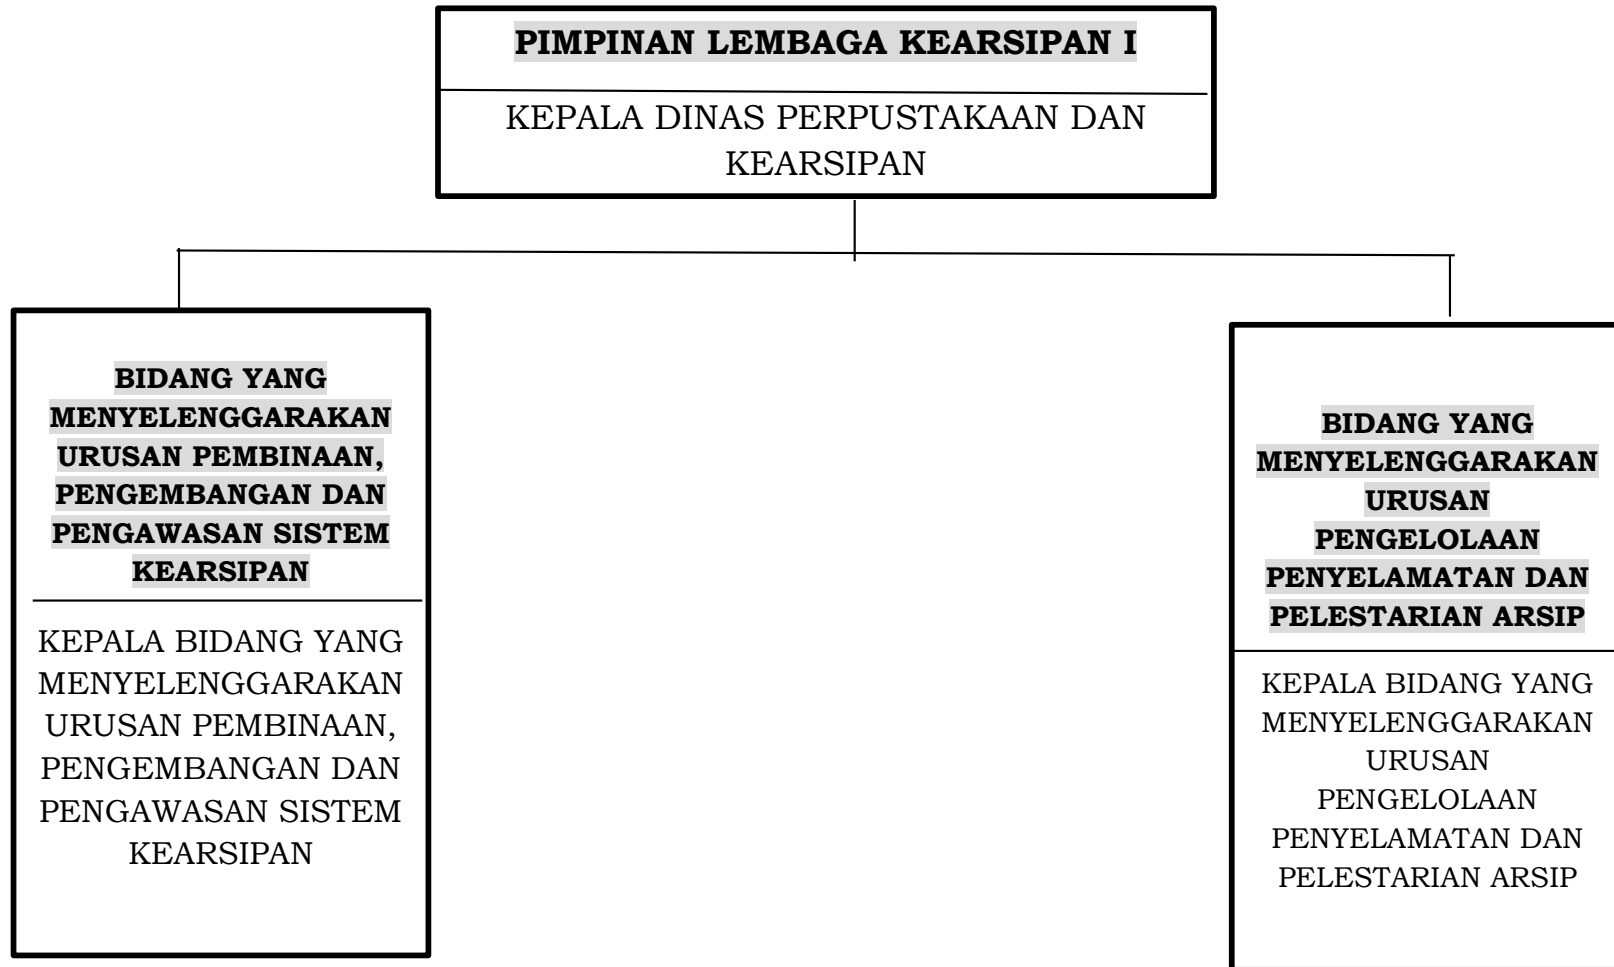 PIMPINAN LEMBAGA KEARSIPAN I
KEPALA DINAS PERPUSTAKAAN DAN
KEARSIPAN
BIDANG YANG
MENYELENGGARAKAN
URUSAN PEMBINAAN,
PENGEMBANGAN DAN
PENGAWASAN SISTEM
KEARSIPAN
KEPALA BIDANG YANG
MENYELENGGARAKAN
URUSAN PEMBINAAN,
PENGEMBANGAN DAN
PENGAWASAN SISTEM
KEARSIPAN
BIDANG YANG
MENYELENGGARAKAN
URUSAN
PENGELOLAAN
PENYELAMATAN DAN
PELESTARIAN ARSIP
KEPALA BIDANG YANG
MENYELENGGARAKAN
URUSAN
PENGELOLAAN
PENYELAMATAN DAN
PELESTARIAN ARSIP